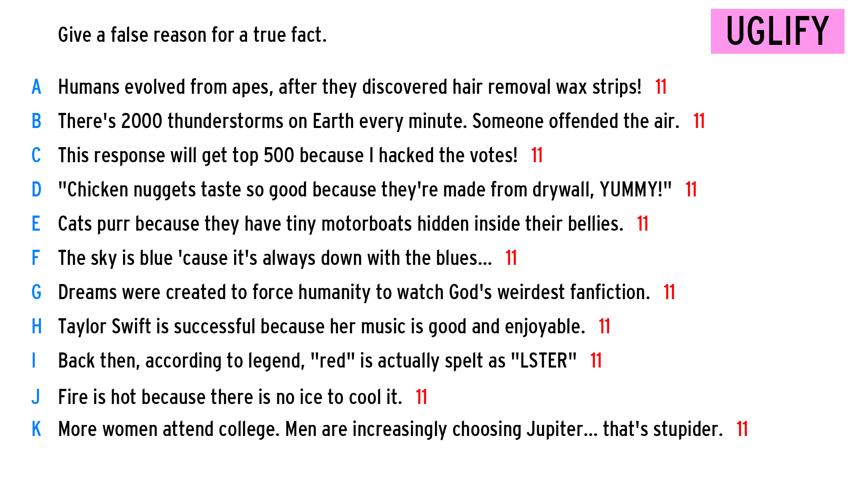 Give a false reason for a true fact.
UGLIFY
A Humans evolved from apes, after they discovered hair removal wax strips! 11
B There's 2000 thunderstorms on Earth every minute. Someone offended the air. 11
C This response will get top 500 because I hacked the votes! 11
D "Chicken nuggets taste so good because they're made from drywall, YUMMY!" 11
E Cats purr because they have tiny motorboats hidden inside their bellies. 11
F The sky is blue 'cause it's always down with the blues... 11
G Dreams were created to force humanity to watch God's weirdest fanfiction. 11
H Taylor Swift is successful because her music is good and enjoyable. 11
I Back then, according to legend, "red" is actually spelt as "LSTER" 11
J Fire is hot because there is no ice to cool it. 11
K More women attend college. Men are increasingly choosing Jupiter... that's stupider. 11